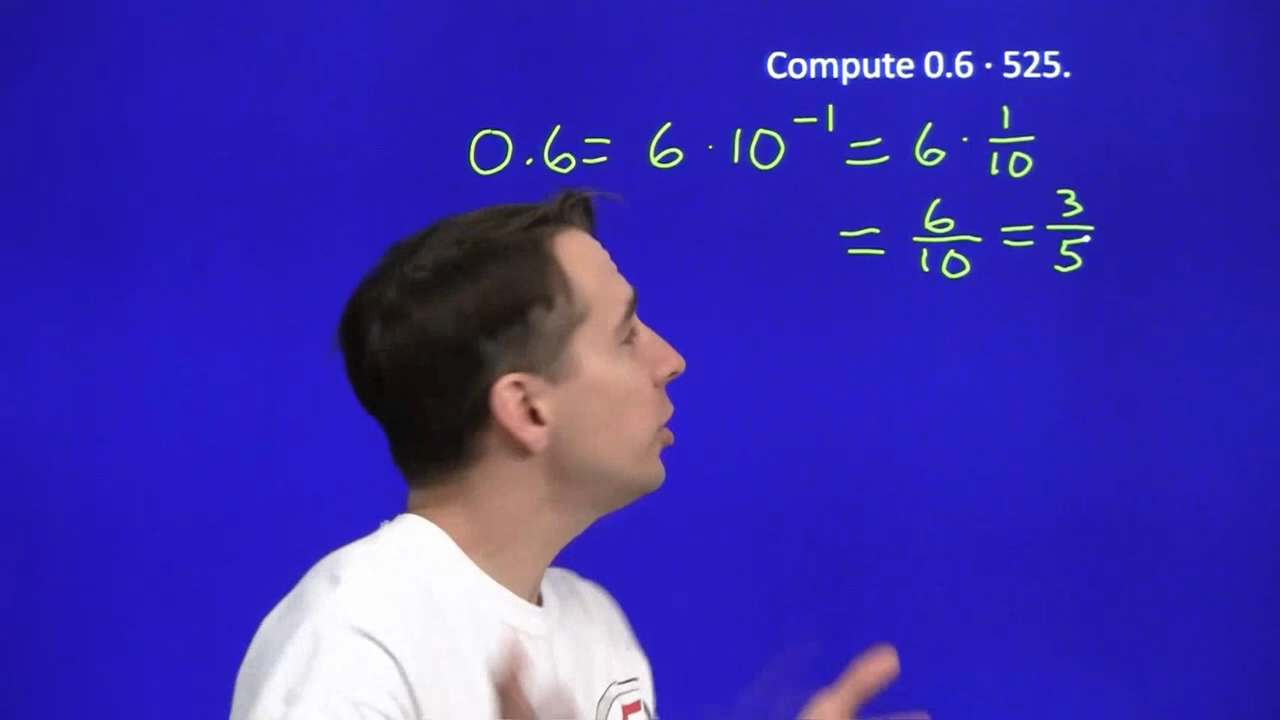 Compute 0.6 · 525.
0.6 = 6 · 10⁻¹ = 6 · 1/10
= 6/10 = 3/5